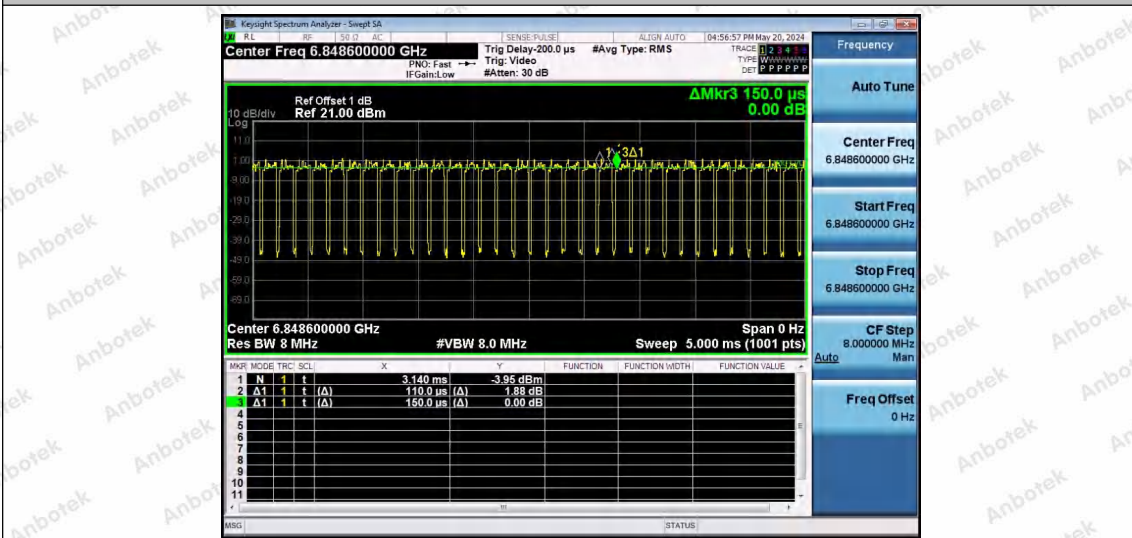 Keysight Spectrum Analyzer - Swept SA
RL RF 50 Ω AC SENSE:PULSE ALIGN AUTO 04:56:57 PM May 20, 2024
Center Freq 6.848600000 GHz
PNO: Fast
IFGain:Low
Trig Delay-200.0 µs
Trig: Video
#Atten: 30 dB
#Avg Type: RMS
TRACE 1 2 3 4 5 6
TYPE WWWWWW
DET P P P P P P
ΔMkr3 150.0 µs
0.00 dB
Ref Offset 1 dB
10 dB/div Ref 21.00 dBm
Log
11.0
1.00
-9.00
-19.0
-29.0
-39.0
-49.0
-59.0
-69.0
1 3Δ1
Center 6.848600000 GHz Span 0 Hz
Res BW 8 MHz #VBW 8.0 MHz Sweep 5.000 ms (1001 pts)
MKR MODE TRC SCL X Y FUNCTION FUNCTION WIDTH FUNCTION VALUE
1 N 1 t 3.140 ms -3.95 dBm
2 Δ1 1 t (Δ) 110.0 µs (Δ) 1.88 dB
3 Δ1 1 t (Δ) 150.0 µs (Δ) 0.00 dB
4
5
6
7
8
9
10
11
MSG STATUS
Frequency
Auto Tune
Center Freq
6.848600000 GHz
Start Freq
6.848600000 GHz
Stop Freq
6.848600000 GHz
CF Step
8.000000 MHz
Auto Man
Freq Offset
0 Hz
Anbotek